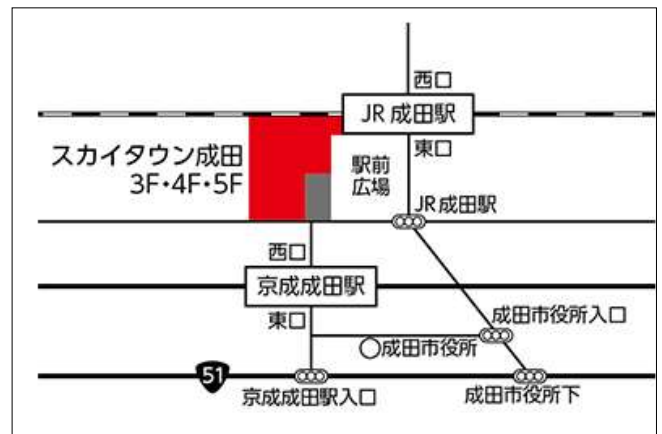 西口
JR成田駅
東口
スカイタウン成田
3F・4F・5F
駅前
広場
JR成田駅
西口
京成成田駅
東口
成田市役所入口
成田市役所
51
京成成田駅入口
成田市役所下